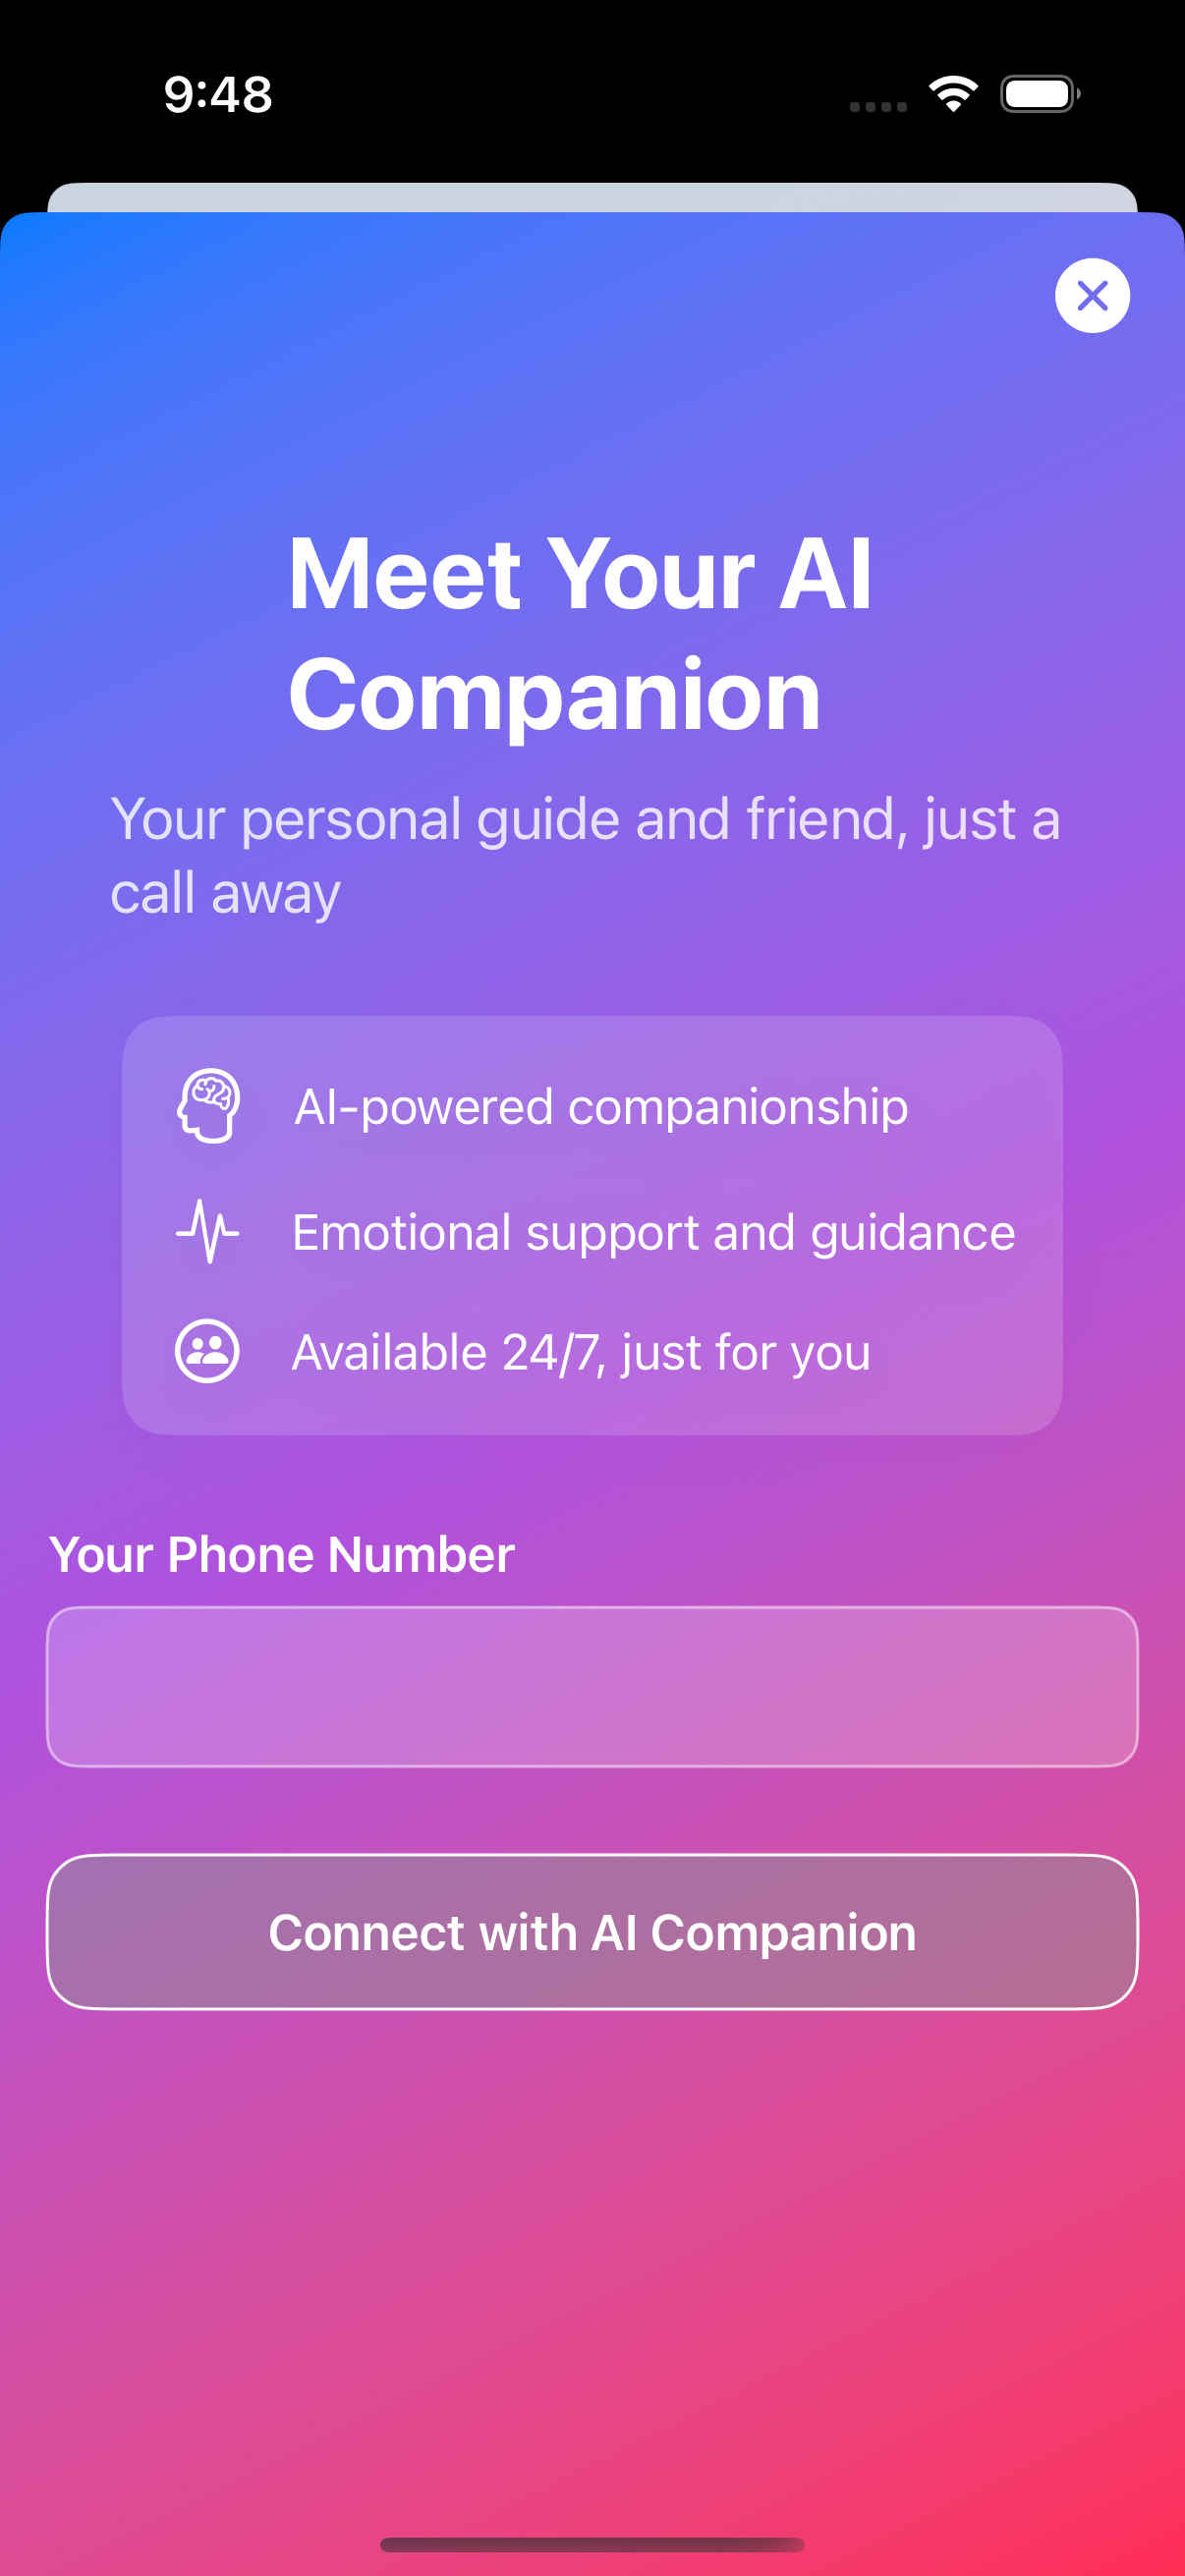 9:48
Meet Your AI
Companion
Your personal guide and friend, just a
call away
AI-powered companionship
Emotional support and guidance
Available 24/7, just for you
Your Phone Number
Connect with AI Companion